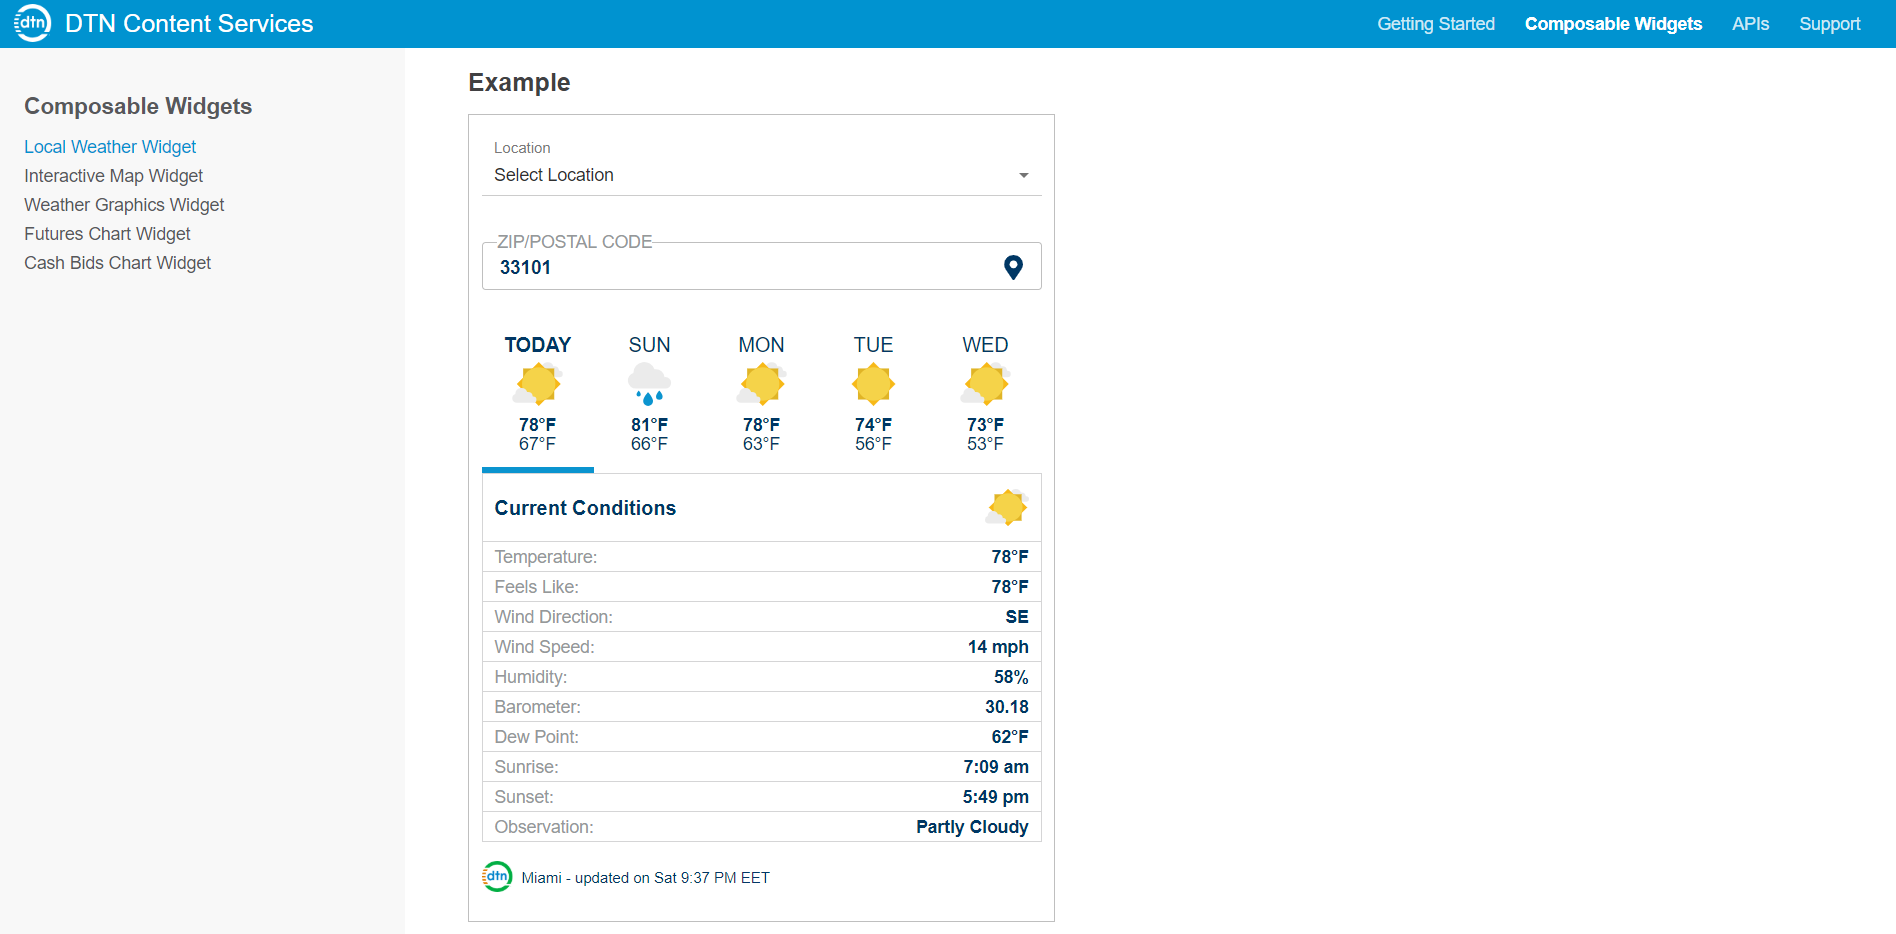 dtn DTN Content Services
Getting Started Composable Widgets APIs Support
Composable Widgets
Local Weather Widget
Interactive Map Widget
Weather Graphics Widget
Futures Chart Widget
Cash Bids Chart Widget
Example
Location
Select Location
ZIP/POSTAL CODE
33101
TODAY SUN MON TUE WED
78°F 81°F 78°F 74°F 73°F
67°F 66°F 63°F 56°F 53°F
Current Conditions
Temperature: 78°F
Feels Like: 78°F
Wind Direction: SE
Wind Speed: 14 mph
Humidity: 58%
Barometer: 30.18
Dew Point: 62°F
Sunrise: 7:09 am
Sunset: 5:49 pm
Observation: Partly Cloudy
dtn Miami - updated on Sat 9:37 PM EET